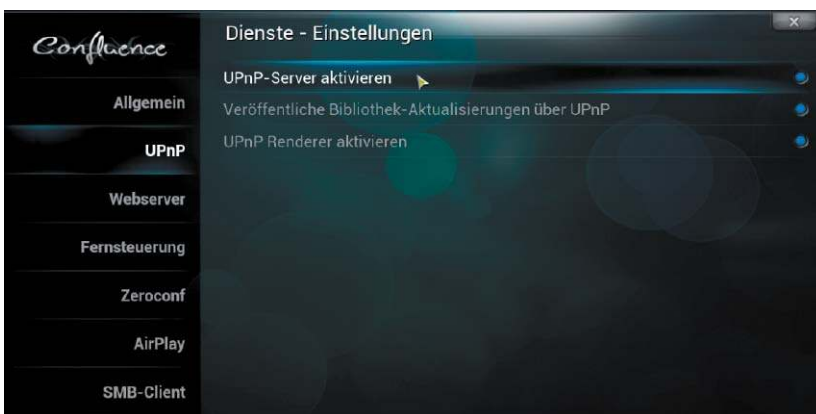 Confluence
Dienste - Einstellungen
UPnP-Server aktivieren
Veröffentliche Bibliothek-Aktualisierungen über UPnP
UPnP Renderer aktivieren
Allgemein
UPnP
Webserver
Fernsteuerung
Zeroconf
AirPlay
SMB-Client